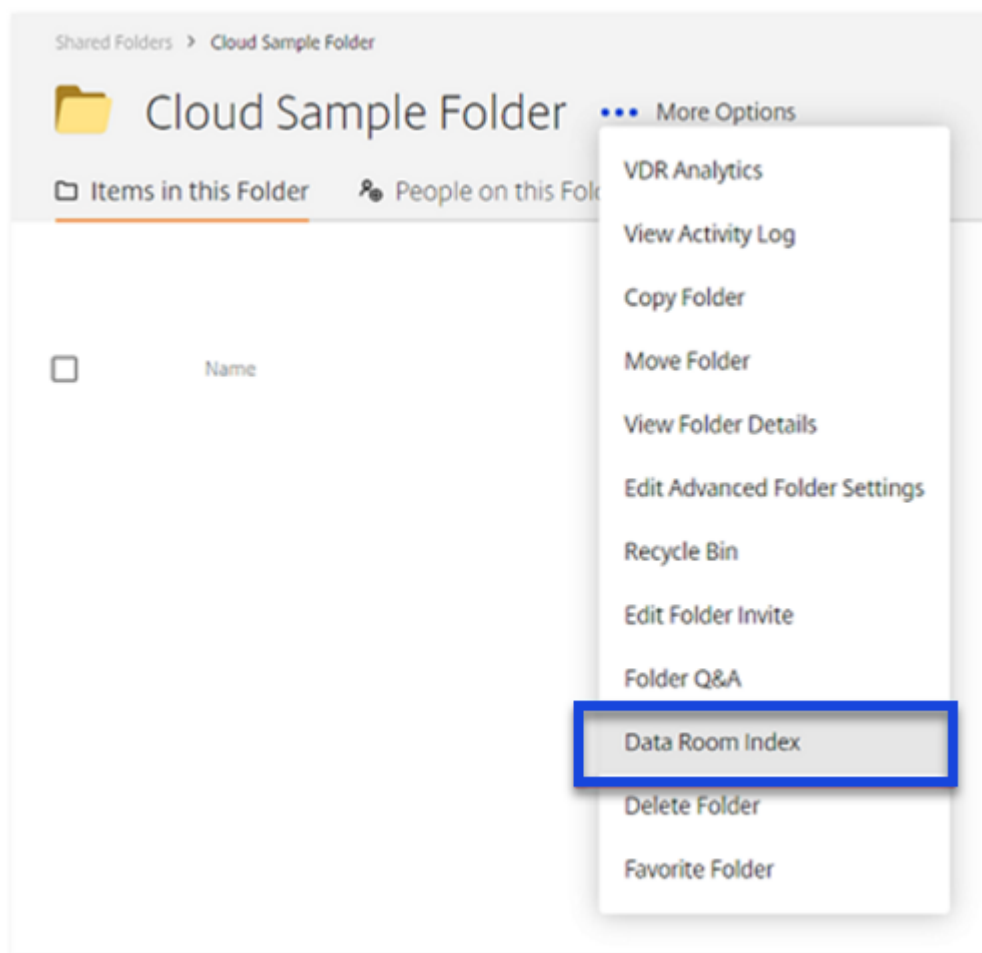 Shared Folders > Cloud Sample Folder
Cloud Sample Folder ••• More Options
Items in this Folder People on this
VDR Analytics
View Activity Log
Copy Folder
Move Folder
View Folder Details
Edit Advanced Folder Settings
Recycle Bin
Edit Folder Invite
Folder Q&A
Data Room Index
Delete Folder
Favorite Folder
Name